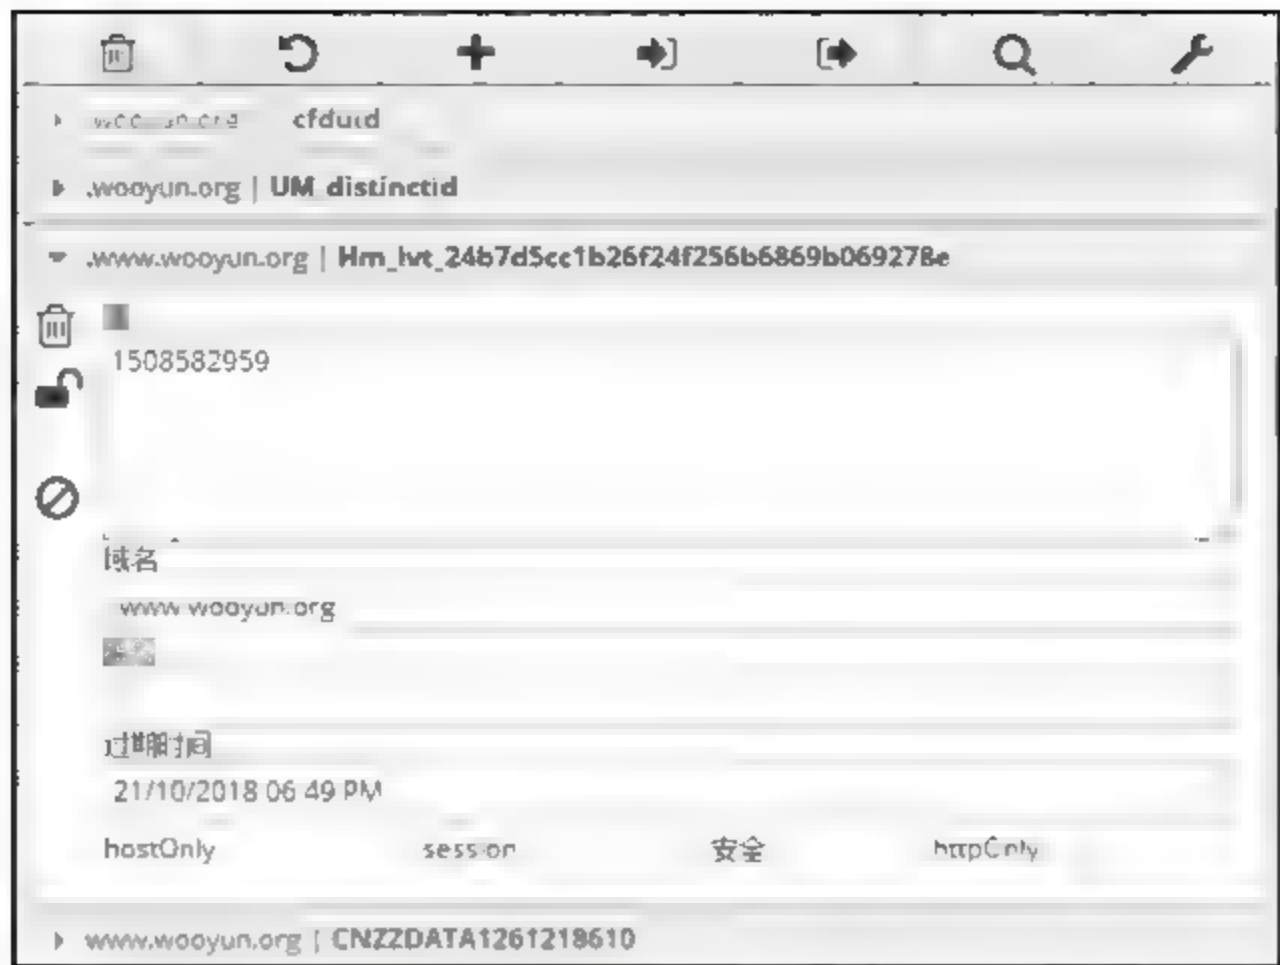 cfduid
.wooyun.org | UM_distinctid
.www.wooyun.org | Hm_lvt_24b7d5cc1b26f24f256b6869b069278e
1508582959
域名
www.wooyun.org
过期时间
21/10/2018 06:49 PM
hostOnly session 安全 httpOnly
www.wooyun.org | CNZZDATA1261218610